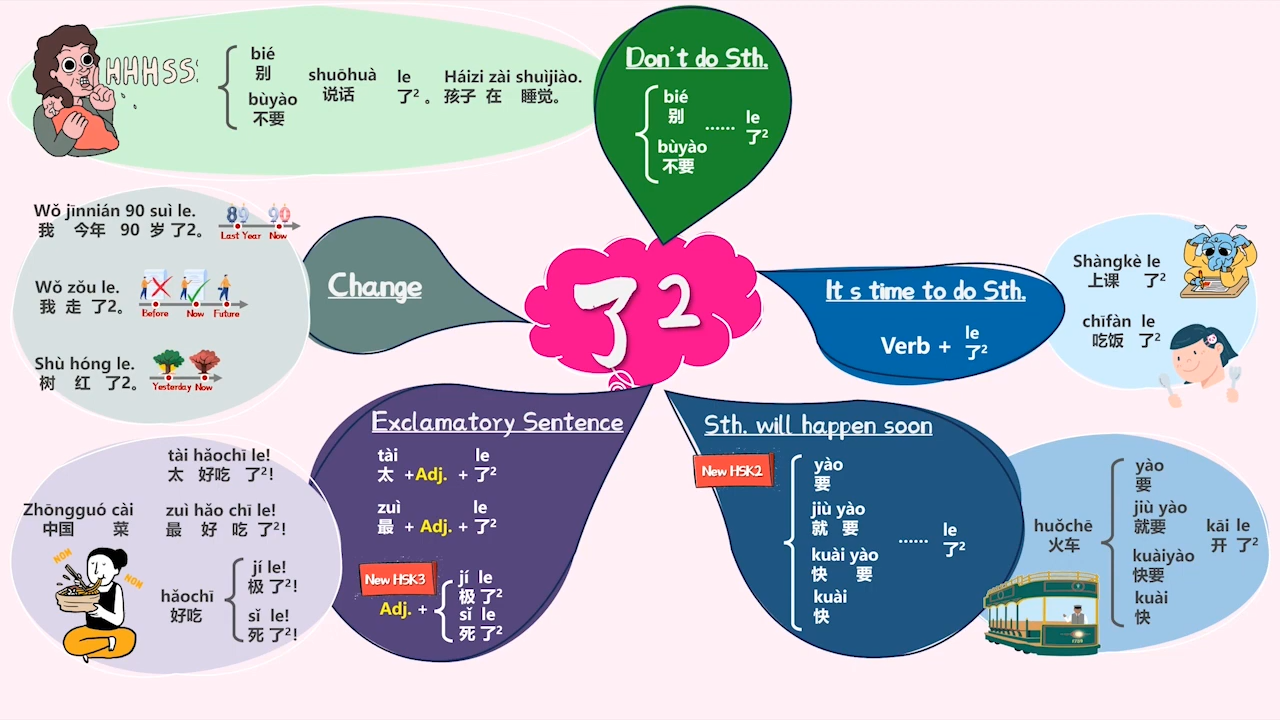 Don't do Sth.
bié
别
bùyào
不要
......
le
了²
HHHSSS
bié
别
bùyào
不要
shuōhuà
说话
le
了² 。
Háizi zài shuìjiào.
孩子 在 睡觉。
Change
Wǒ jīnnián 90 suì le.
我 今年 90 岁 了2。
89 90
Last Year Now
Wǒ zǒu le.
我 走 了2。
Before Now Future
Shù hóng le.
树 红 了2。
Yesterday Now
了²
It s time to do Sth.
Verb + le
了²
Shàngkè le
上课 了²
chīfàn le
吃饭 了²
Exclamatory Sentence
tài le
太 +Adj. + 了²
zuì le
最 + Adj. + 了²
New HSK3
Adj. +
jí le
极 了²
sǐ le
死 了²
tài hǎochī le!
太 好吃 了²!
Zhōngguó cài
中国 菜
zuì hǎo chī le!
最 好 吃 了²!
hǎochī
好吃
jí le!
极 了²!
sǐ le!
死 了²!
NOM
NOM
Sth. will happen soon
New HSK2
yào
要
jiù yào
就 要
kuài yào
快 要
kuài
快
......
le
了²
huǒchē
火车
yào
要
jiù yào
就要
kuàiyào
快要
kuài
快
kāi le
开 了²